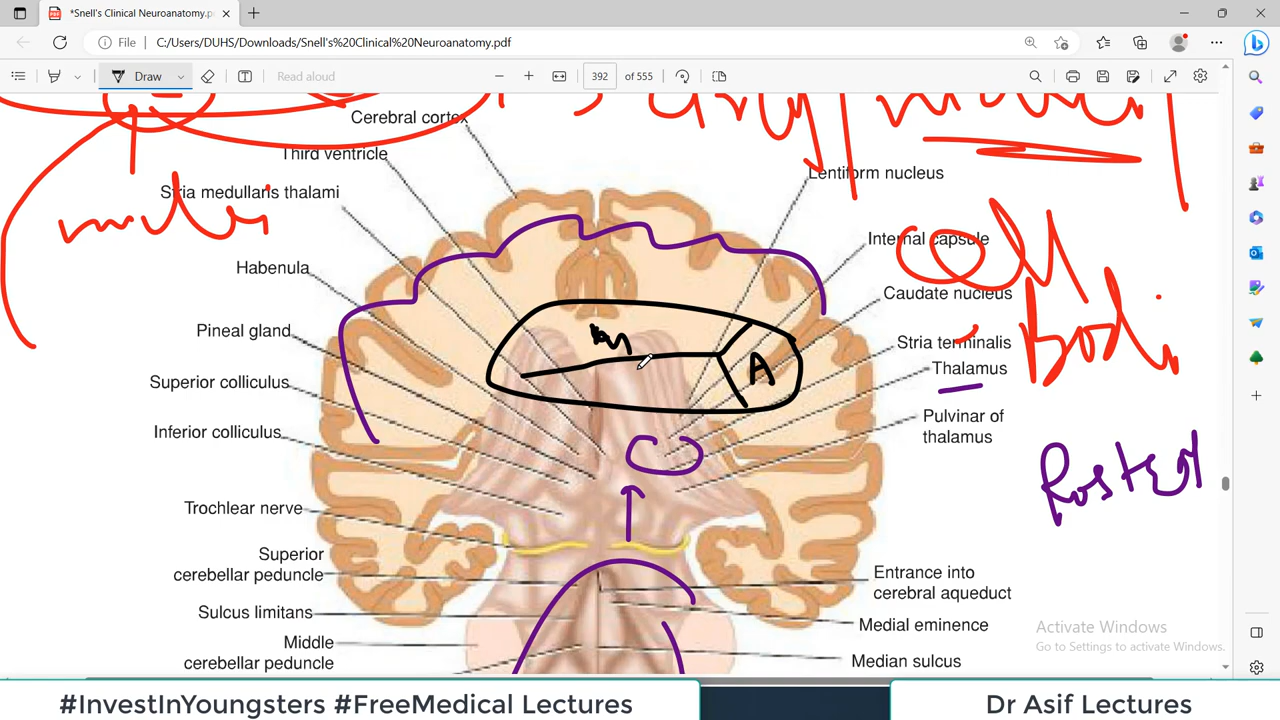 *Snell's Clinical Neuroanatomy.p
File
C:/Users/DUHS/Downloads/Snell's%20Clinical%20Neuroanatomy.pdf
Draw
Read aloud
392 of 555
Cerebral cortex
Third ventricle
Stria medullaris thalami
Habenula
Pineal gland
Superior colliculus
Inferior colliculus
Trochlear nerve
Superior
cerebellar peduncle
Sulcus limitans
Middle
cerebellar peduncle
Lentiform nucleus
Internal capsule
Caudate nucleus
Stria terminalis
Thalamus
Pulvinar of
thalamus
Entrance into
cerebral aqueduct
Medial eminence
Median sulcus
m
A
Cell
Bodi
Activate Windows
Go to Settings to activate Windows.
#InvestInYoungsters #FreeMedical Lectures
Dr Asif Lectures